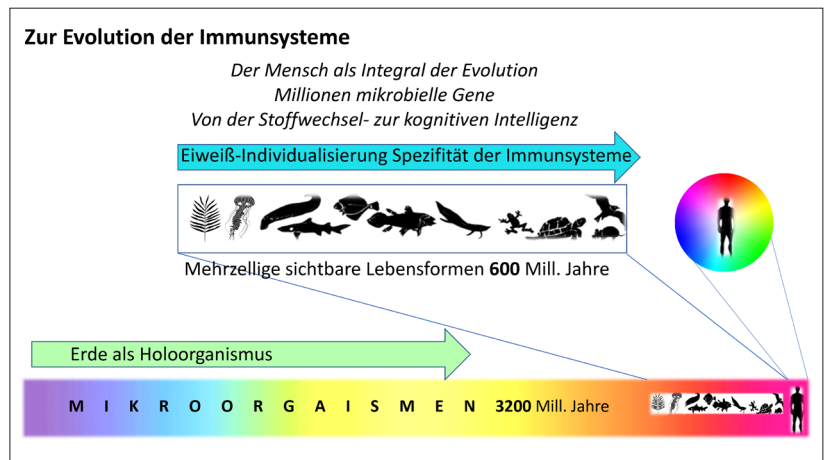 Zur Evolution der Immunsysteme
Der Mensch als Integral der Evolution
Millionen mikrobielle Gene
Von der Stoffwechsel- zur kognitiven Intelligenz
Eiweiß-Individualisierung Spezifität der Immunsysteme
Mehrzellige sichtbare Lebensformen 600 Mill. Jahre
Erde als Holoorganismus
M I K R O O R G A I S M E N 3200 Mill. Jahre